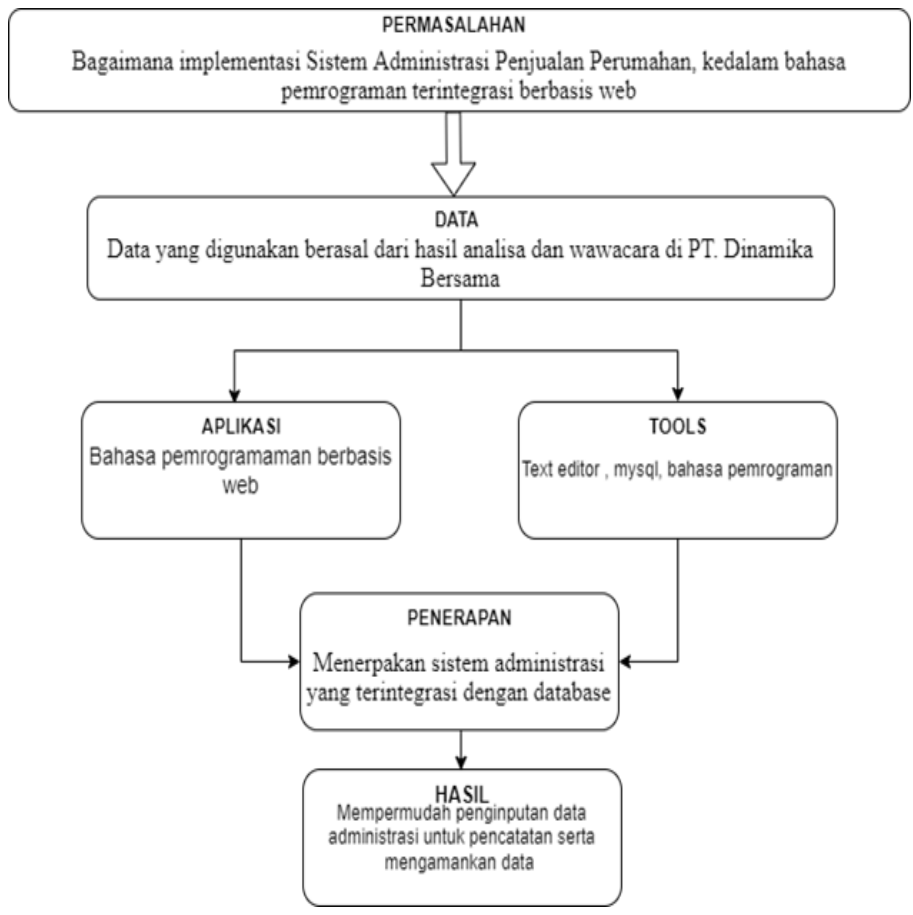 PERMASALAHAN
Bagaimana implementasi Sistem Administrasi Penjualan Perumahan, kedalam bahasa
pemrograman terintegrasi berbasis web
DATA
Data yang digunakan berasal dari hasil analisa dan wawacara di PT. Dinamika
Bersama
APLIKASI
Bahasa pemrogramaman berbasis
web
TOOLS
Text editor , mysql, bahasa pemrograman
PENERAPAN
Menerpakan sistem administrasi
yang terintegrasi dengan database
HASIL
Mempermudah penginputan data
administrasi untuk pencatatan serta
mengamankan data